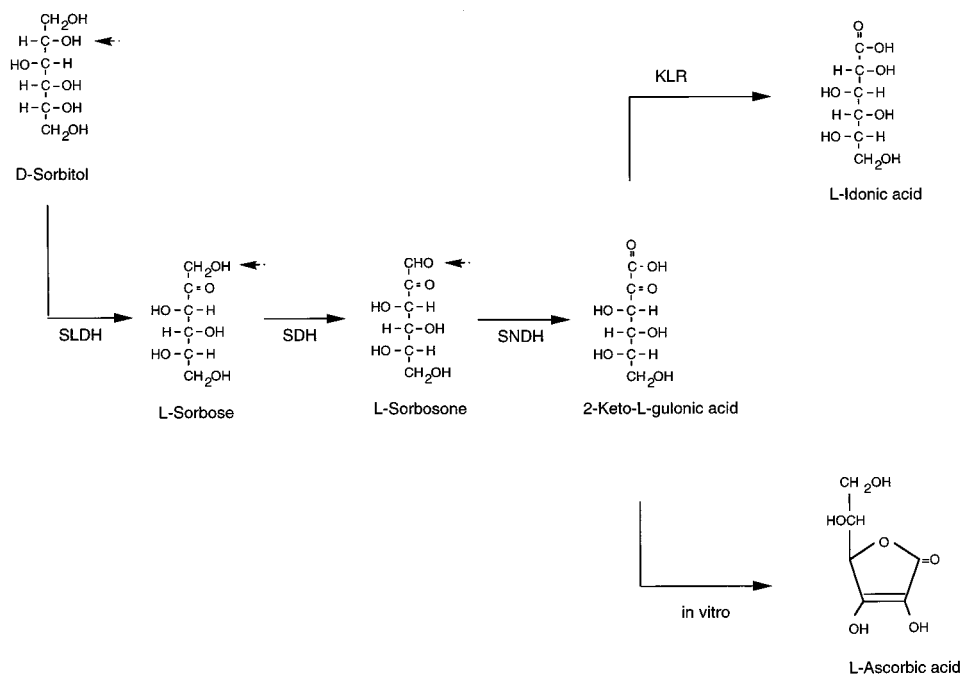 CH2OH
H-C-OH
HO-C-H
H-C-OH
H-C-OH
CH2OH
D-Sorbitol
SLDH
CH2OH
C=O
HO-C-H
H-C-OH
HO-C-H
CH2OH
L-Sorbose
SDH
CHO
C=O
HO-C-H
H-C-OH
HO-C-H
CH2OH
L-Sorbosone
SNDH
O
C-OH
C=O
HO-C-H
H-C-OH
HO-C-H
CH2OH
2-Keto-L-gulonic acid
KLR
O
C-OH
H-C-OH
HO-C-H
H-C-OH
HO-C-H
CH2OH
L-Idonic acid
in vitro
CH2OH
HOCH
O
=O
OH OH
L-Ascorbic acid